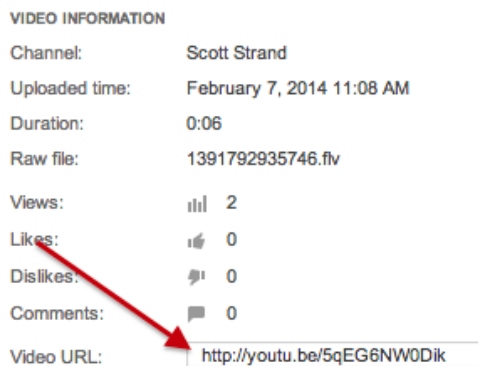 VIDEO INFORMATION
Channel: Scott Strand
Uploaded time: February 7, 2014 11:08 AM
Duration: 0:06
Raw file: 1391792935746.flv
Views: 2
Likes: 0
Dislikes: 0
Comments: 0
Video URL: http://youtu.be/5qEG6NW0Dik